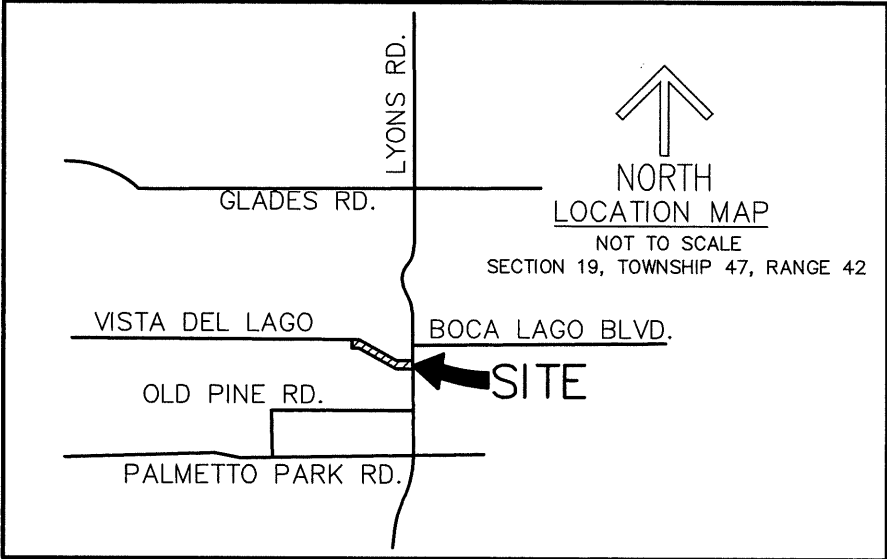 LYONS RD.
GLADES RD.
NORTH
LOCATION MAP
NOT TO SCALE
SECTION 19, TOWNSHIP 47, RANGE 42
VISTA DEL LAGO
BOCA LAGO BLVD.
SITE
OLD PINE RD.
PALMETTO PARK RD.